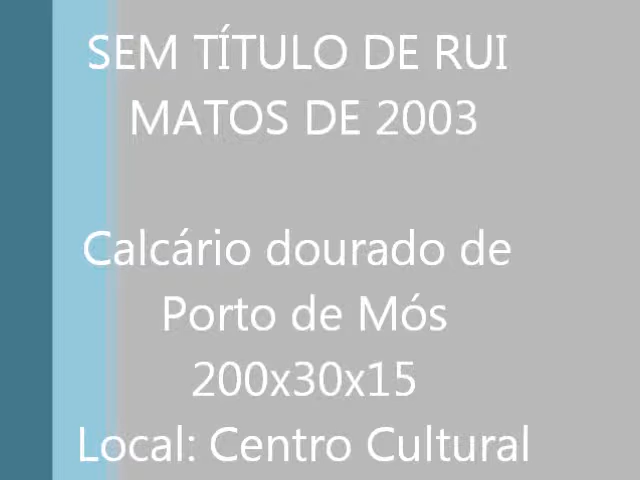 SEM TÍTULO DE RUI
MATOS DE 2003
Calcário dourado de
Porto de Mós
200x30x15
Local: Centro Cultural